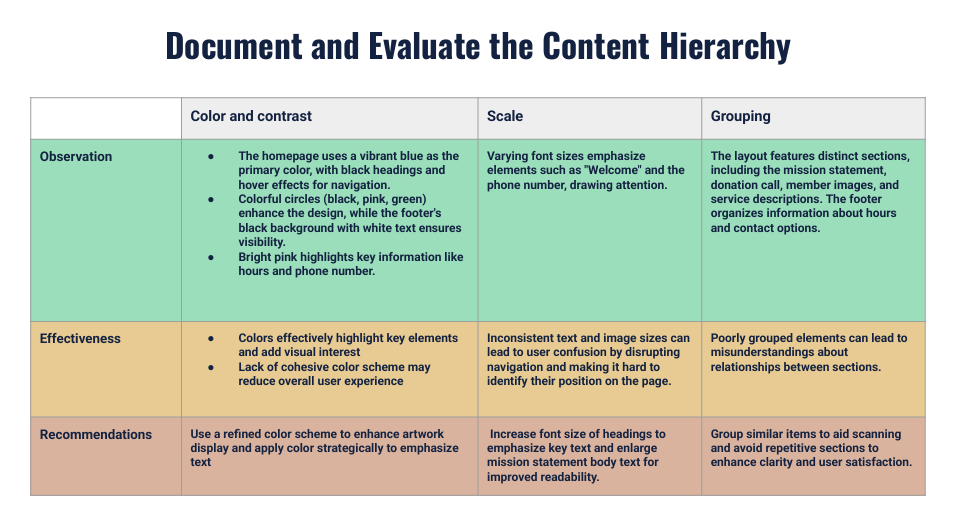 Document and Evaluate the Content Hierarchy
Color and contrast
Scale
Grouping
Observation
● The homepage uses a vibrant blue as the
primary color, with black headings and
hover effects for navigation.
● Colorful circles (black, pink, green)
enhance the design, while the footer's
black background with white text ensures
visibility.
● Bright pink highlights key information like
hours and phone number.
Varying font sizes emphasize
elements such as "Welcome" and the
phone number, drawing attention.
The layout features distinct sections,
including the mission statement,
donation call, member images, and
service descriptions. The footer
organizes information about hours
and contact options.
Effectiveness
● Colors effectively highlight key elements
and add visual interest
● Lack of cohesive color scheme may
reduce overall user experience
Inconsistent text and image sizes can
lead to user confusion by disrupting
navigation and making it hard to
identify their position on the page.
Poorly grouped elements can lead to
misunderstandings about
relationships between sections.
Recommendations
Use a refined color scheme to enhance artwork
display and apply color strategically to emphasize
text
Increase font size of headings to
emphasize key text and enlarge
mission statement body text for
improved readability.
Group similar items to aid scanning
and avoid repetitive sections to
enhance clarity and user satisfaction.